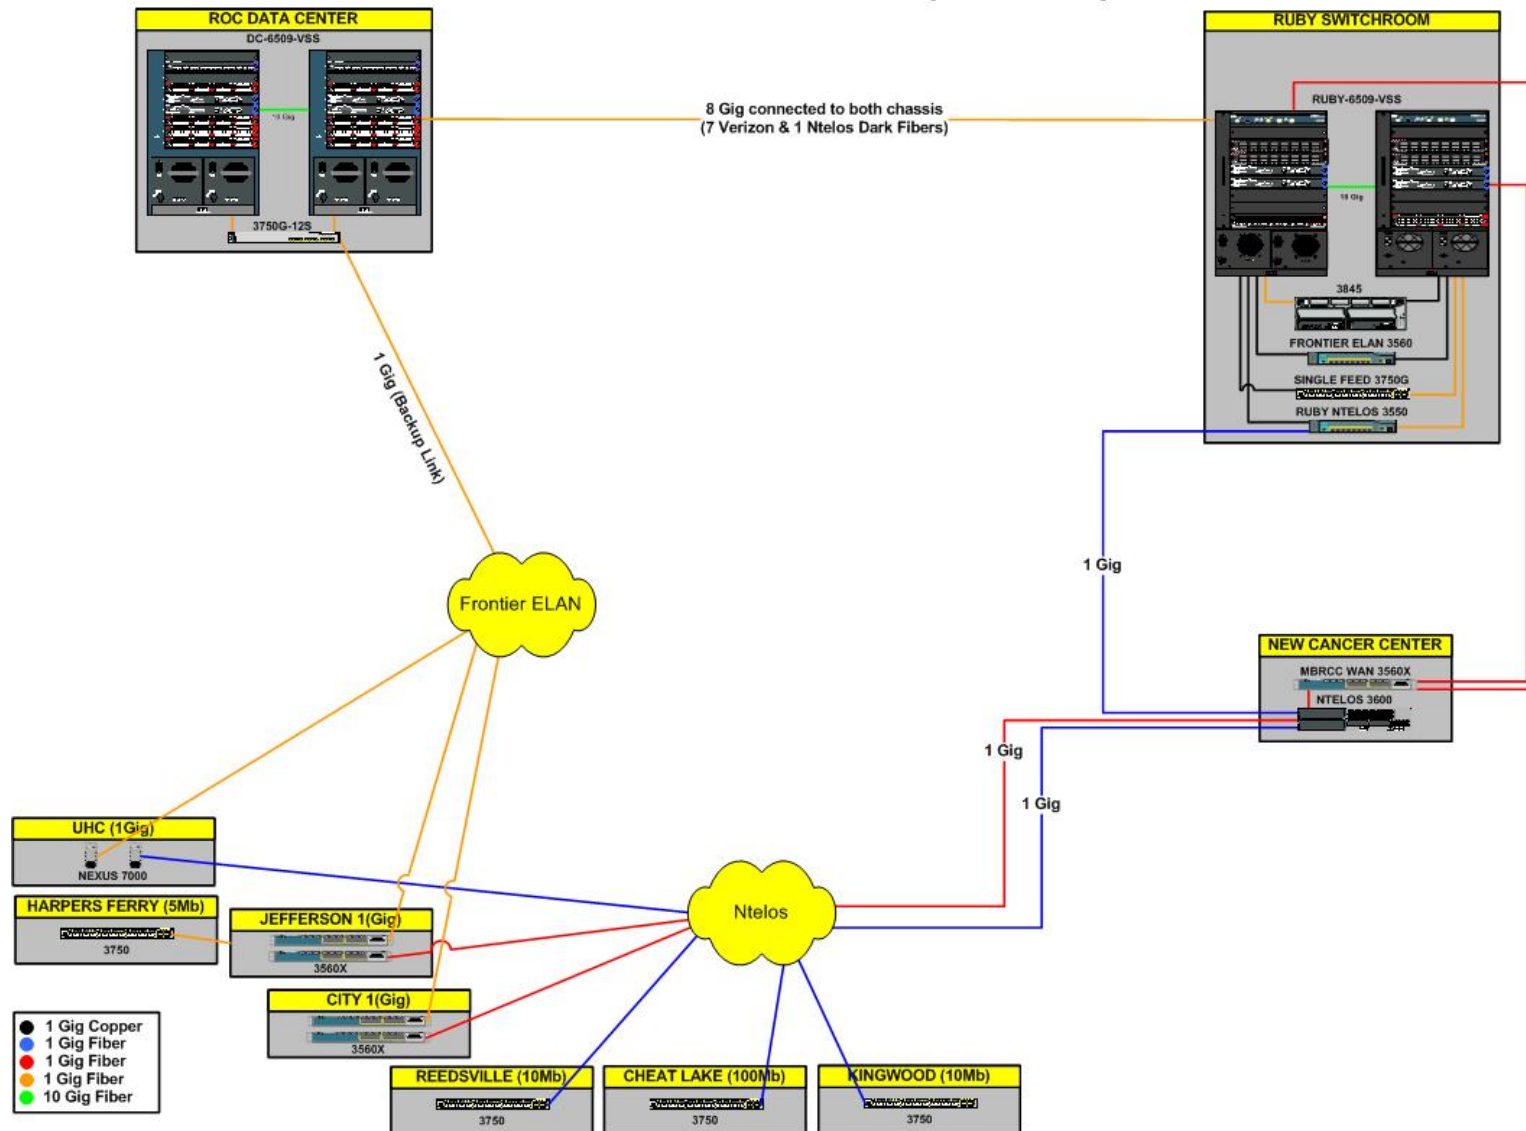 ROC DATA CENTER
DC-6509-VSS
10 Gig
3750G-12S
8 Gig connected to both chassis
(7 Verizon & 1 Ntelos Dark Fibers)
RUBY SWITCHROOM
RUBY-6509-VSS
10 Gig
3845
FRONTIER ELAN 3560
SINGLE FEED 3750G
RUBY NTELOS 3550
1 Gig (Backup Link)
1 Gig
Frontier ELAN
NEW CANCER CENTER
MBRCC WAN 3560X
NTELOS 3600
1 Gig
1 Gig
UHC (1Gig)
NEXUS 7000
HARPERS FERRY (5Mb)
3750
JEFFERSON 1(Gig)
3560X
Ntelos
CITY 1(Gig)
3560X
1 Gig Copper
1 Gig Fiber
1 Gig Fiber
1 Gig Fiber
10 Gig Fiber
REEDSVILLE (10Mb)
3750
CHEAT LAKE (100Mb)
3750
KINGWOOD (10Mb)
3750